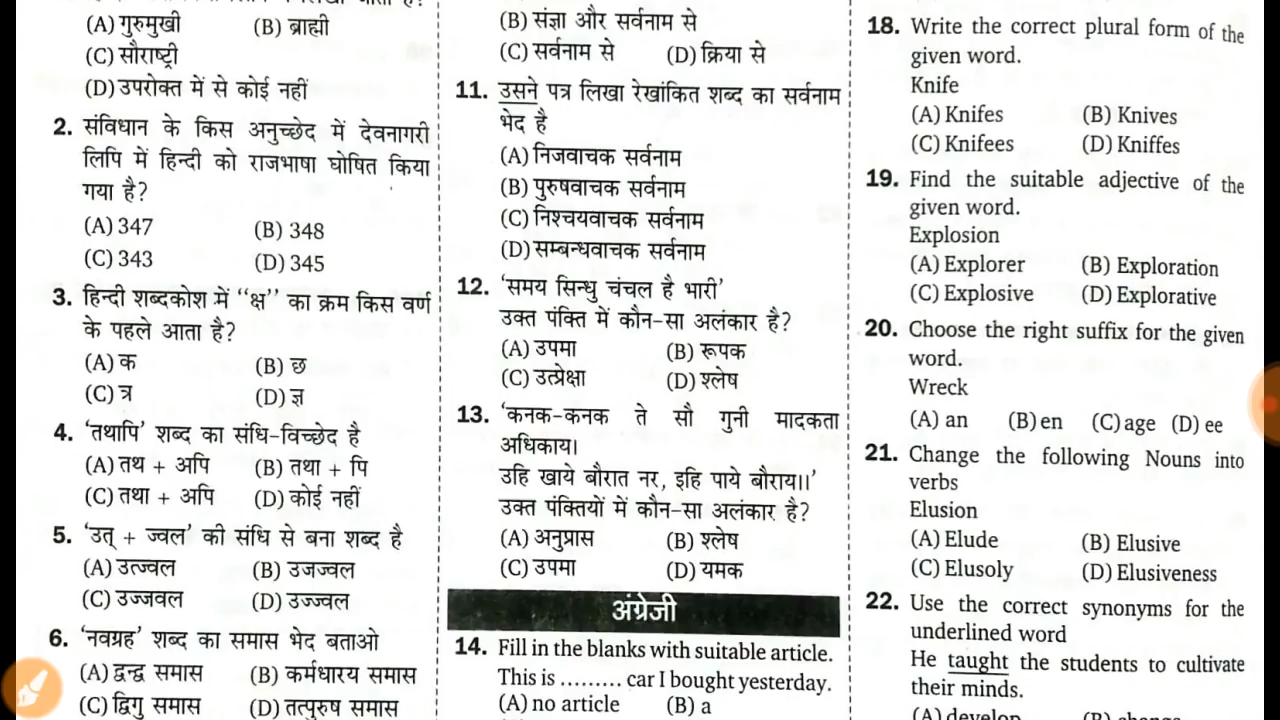 (A) गुरुमुखी (B) ब्राह्मी
(C) सौराष्ट्री
(D) उपरोक्त में से कोई नहीं
2. संविधान के किस अनुच्छेद में देवनागरी
लिपि में हिन्दी को राजभाषा घोषित किया
गया है?
(A) 347 (B) 348
(C) 343 (D) 345
3. हिन्दी शब्दकोश में ‘‘क्ष’’ का क्रम किस वर्ण
के पहले आता है?
(A) क (B) छ
(C) त्र (D) ज्ञ
4. ‘तथापि’ शब्द का संधि-विच्छेद है
(A) तथ + अपि (B) तथा + पि
(C) तथा + अपि (D) कोई नहीं
5. ‘उत् + ज्वल’ की संधि से बना शब्द है
(A) उत्ज्वल (B) उजज्वल
(C) उज्जवल (D) उज्ज्वल
6. ‘नवग्रह’ शब्द का समास भेद बताओ
(A) द्वन्द्व समास (B) कर्मधारय समास
(C) द्विगु समास (D) तत्पुरुष समास
(B) संज्ञा और सर्वनाम से
(C) सर्वनाम से (D) क्रिया से
11. उसने पत्र लिखा रेखांकित शब्द का सर्वनाम
भेद है
(A) निजवाचक सर्वनाम
(B) पुरुषवाचक सर्वनाम
(C) निश्चयवाचक सर्वनाम
(D) सम्बन्धवाचक सर्वनाम
12. ‘समय सिन्धु चंचल है भारी’
उक्त पंक्ति में कौन-सा अलंकार है?
(A) उपमा (B) रूपक
(C) उत्प्रेक्षा (D) श्लेष
13. ‘कनक-कनक ते सौ गुनी मादकता
अधिकाय।
उहि खाये बौरात नर, इहि पाये बौराय।।’
उक्त पंक्तियों में कौन-सा अलंकार है?
(A) अनुप्रास (B) श्लेष
(C) उपमा (D) यमक
अंग्रेजी
14. Fill in the blanks with suitable article.
This is ......... car I bought yesterday.
(A) no article (B) a
18. Write the correct plural form of the
given word.
Knife
(A) Knifes (B) Knives
(C) Knifees (D) Kniffes
19. Find the suitable adjective of the
given word.
Explosion
(A) Explorer (B) Exploration
(C) Explosive (D) Explorative
20. Choose the right suffix for the given
word.
Wreck
(A) an (B) en (C) age (D) ee
21. Change the following Nouns into
verbs
Elusion
(A) Elude (B) Elusive
(C) Elusoly (D) Elusiveness
22. Use the correct synonyms for the
underlined word
He taught the students to cultivate
their minds.
(A) develop (B) change